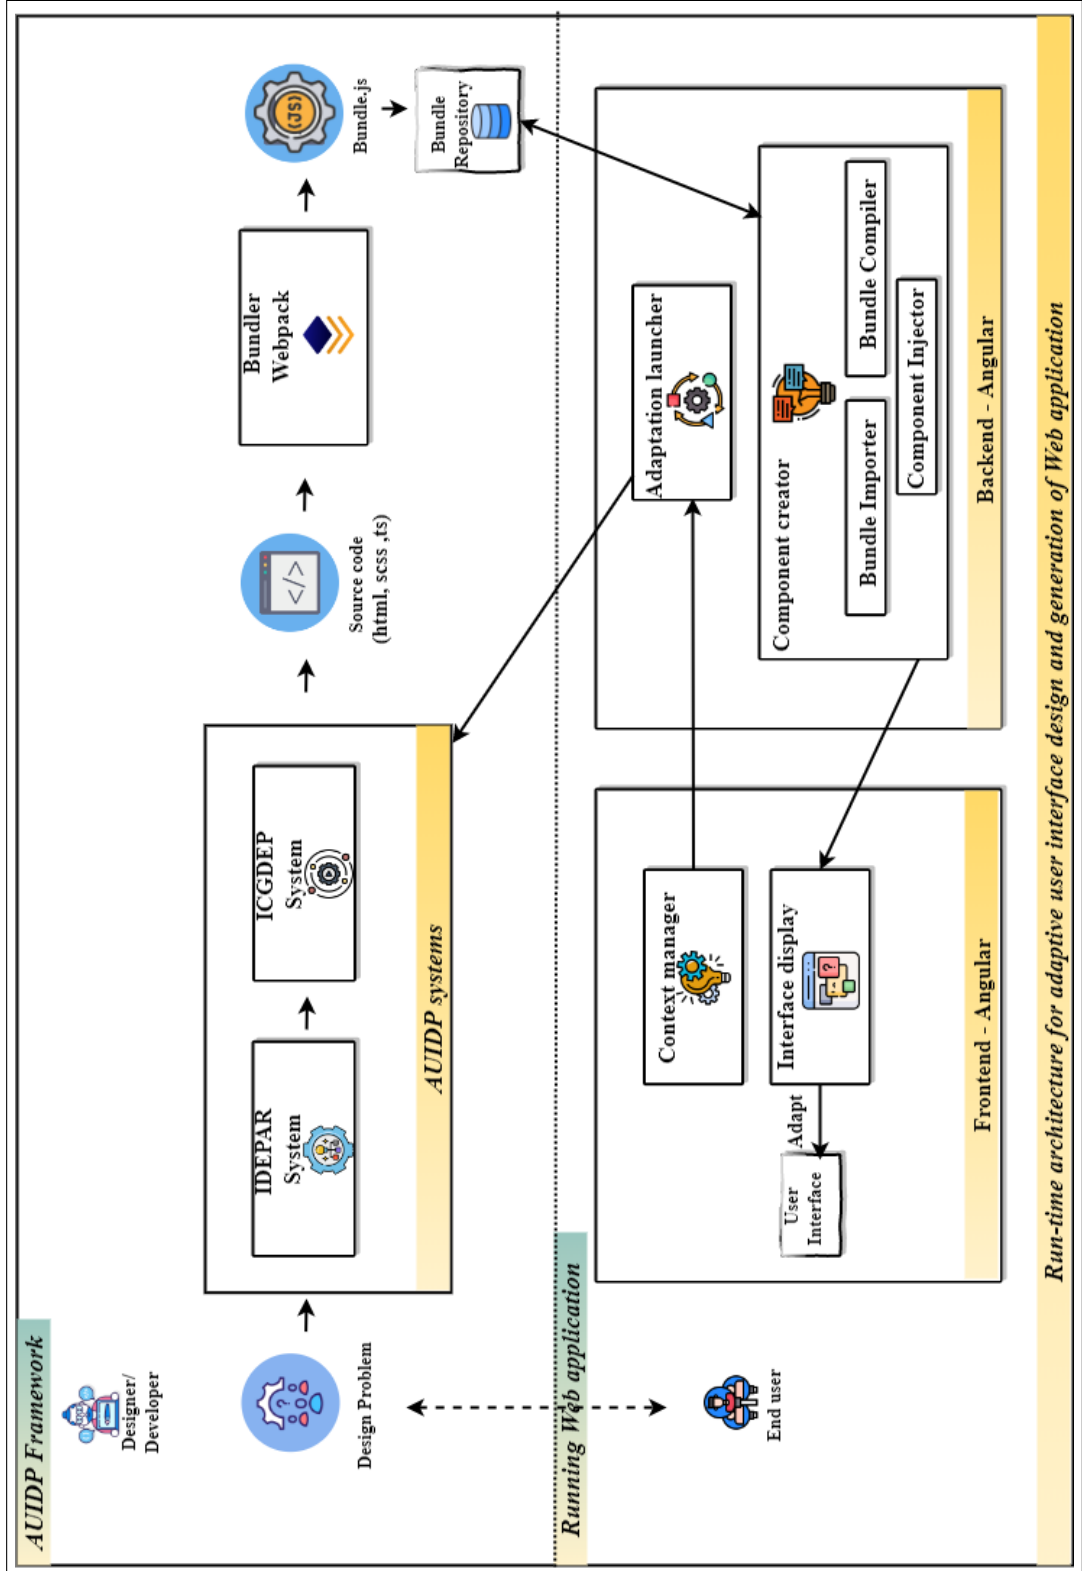 AUIDP Framework
Designer/
Developer
Design Problem
IDEPAR
System
ICGDEP
System
AUIDP systems
Source code
(html, scss ,ts)
Bundler
Webpack
{JS}
Bundle.js
Bundle
Repository
Running Web application
End user
User
Interface
Adapt
Context manager
Interface display
Frontend - Angular
Adaptation launcher
Component creator
Bundle Importer
Bundle Compiler
Component Injector
Backend - Angular
Run-time architecture for adaptive user interface design and generation of Web application